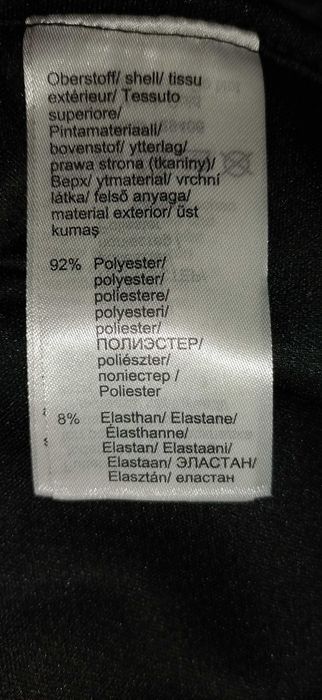 Oberstoff/ shell/ tissu
extérieur/ Tessuto
superiore/
Pintamateriaali/
bovenstof/ ytterlag/
prawa strona (tkaniny)/
Верх/ ytmaterial/ vrchní
látka/ felső anyaga/
material exterior/ üst
kumaş
92% Polyester/
polyester/
poliestere/
polyesteri/
poliester/
ПОЛИЭСТЕР/
poliészter/
поліестер /
Poliester
8% Elasthan/ Elastane/
Élasthanne/
Elastan/ Elastaani/
Elastaan/ ЭЛАСТАН/
Elasztán/ еластан